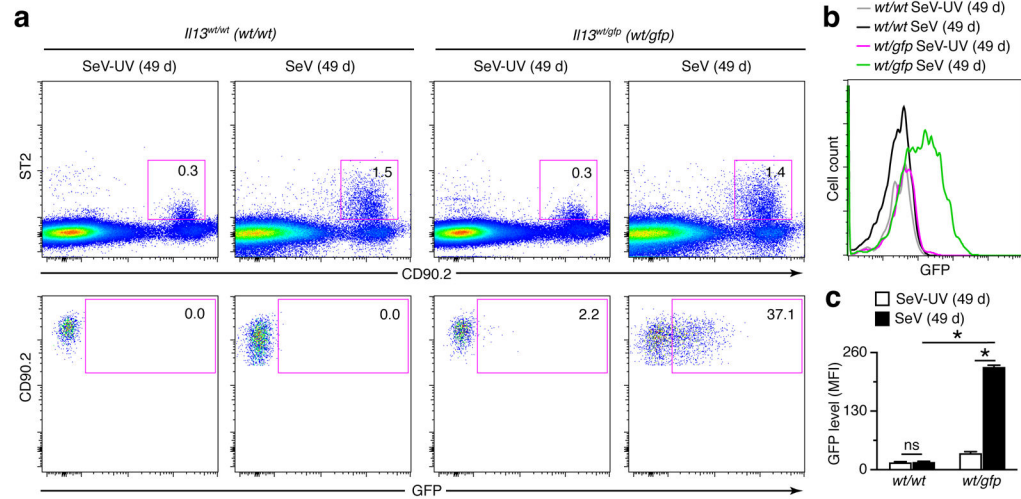 a
Il13wt/wt (wt/wt)
Il13wt/gfp (wt/gfp)
SeV-UV (49 d)
SeV (49 d)
SeV-UV (49 d)
SeV (49 d)
ST2
0.3
1.5
0.3
1.4
CD90.2
CD90.2
0.0
0.0
2.2
37.1
GFP
b
wt/wt SeV-UV (49 d)
wt/wt SeV (49 d)
wt/gfp SeV-UV (49 d)
wt/gfp SeV (49 d)
Cell count
GFP
c
SeV-UV (49 d)
SeV (49 d)
GFP level (MFI)
260
130
0
ns
*
*
wt/wt
wt/gfp